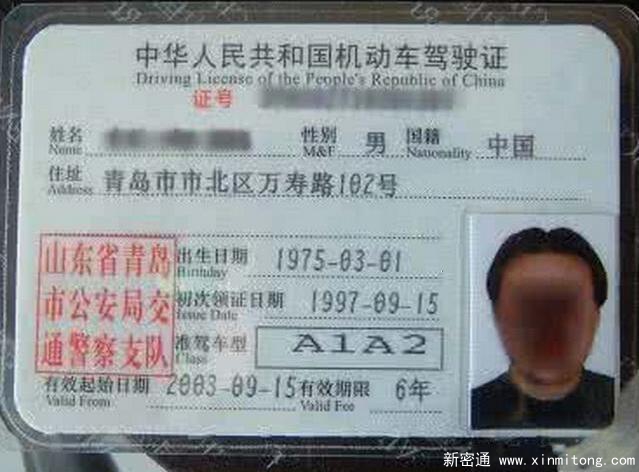 中华人民共和国机动车驾驶证
Driving License of the People's Republic of China
证号
姓名 Name 性别 M&F 男 国籍 Nationality 中国
住址 Address 青岛市市北区万寿路102号
山东省青岛
市公安局交
通警察支队
出生日期 Birthday 1975-03-01
初次领证日期 Issue Date 1997-09-15
准驾车型 Class A1A2
有效起始日期 Valid From 2003-09-15 有效期限 Valid For 6年
新密通 www.xinmitong.com